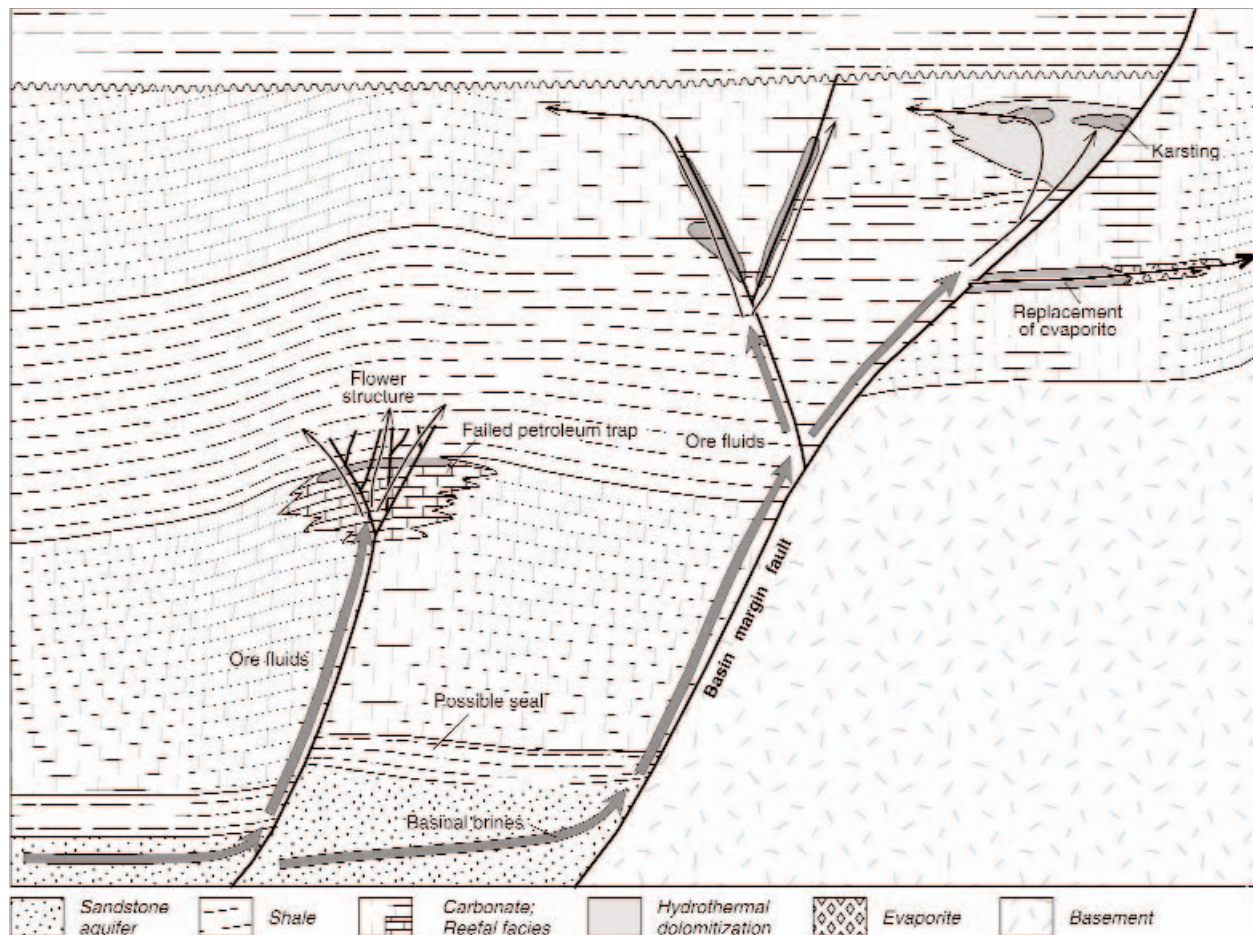 Karsting
Replacement
of evaporite
Flower
structure
Failed petroleum trap
Ore fluids
Basin margin fault
Ore fluids
Possible seal
Basinal brines
Sandstone
aquifer
Shale
Carbonate;
Reefal facies
Hydrothermal
dolomitization
Evaporite
Basement